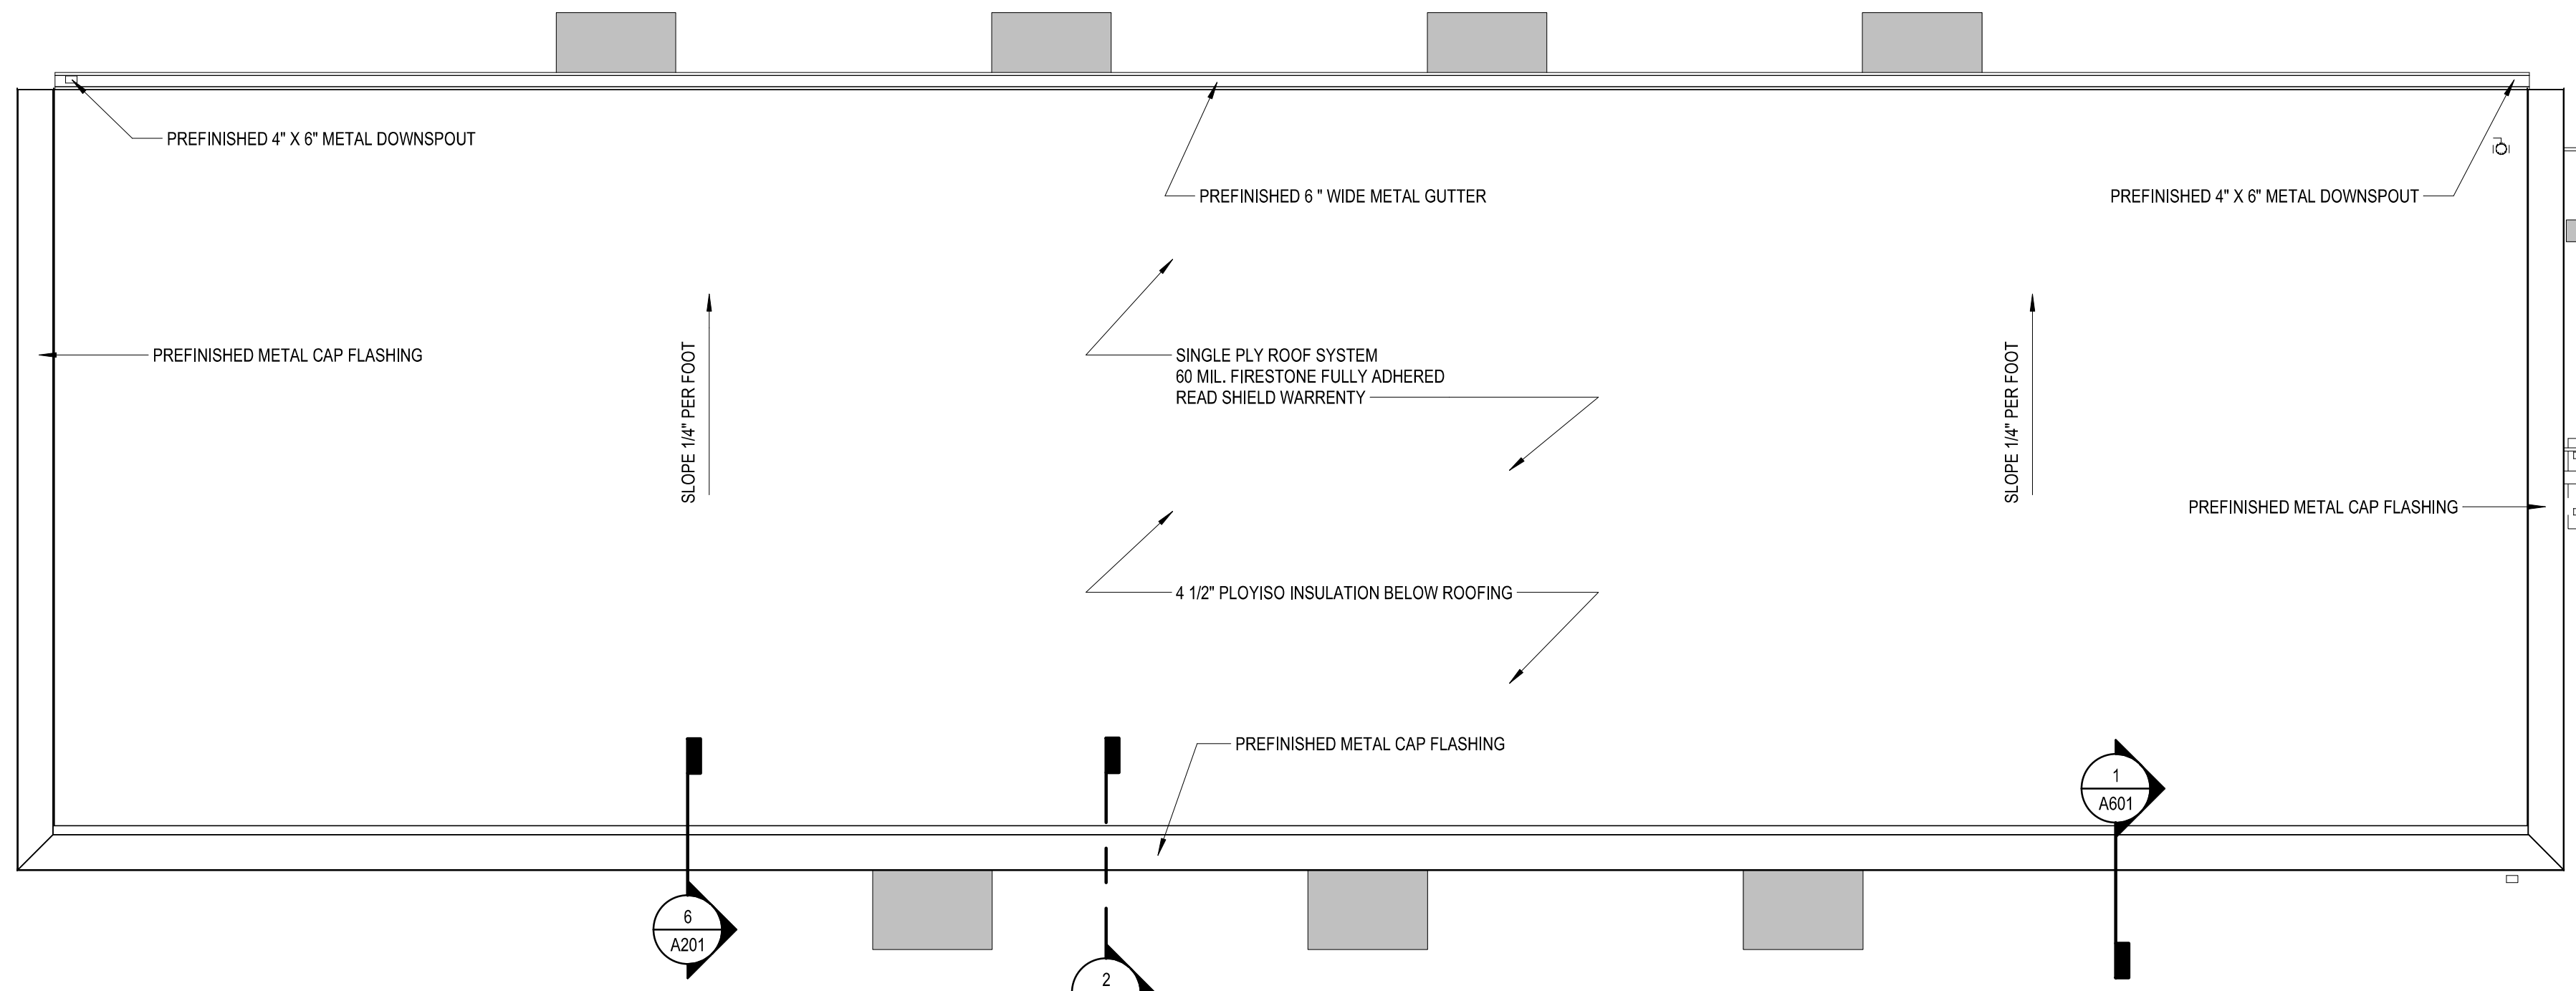 PREFINISHED 4" X 6" METAL DOWNSPOUT
PREFINISHED 6 " WIDE METAL GUTTER
PREFINISHED 4" X 6" METAL DOWNSPOUT
PREFINISHED METAL CAP FLASHING
SLOPE 1/4" PER FOOT
SINGLE PLY ROOF SYSTEM
60 MIL. FIRESTONE FULLY ADHERED
READ SHIELD WARRENTY
SLOPE 1/4" PER FOOT
PREFINISHED METAL CAP FLASHING
4 1/2" PLOYISO INSULATION BELOW ROOFING
PREFINISHED METAL CAP FLASHING
1
A601
6
A201
2